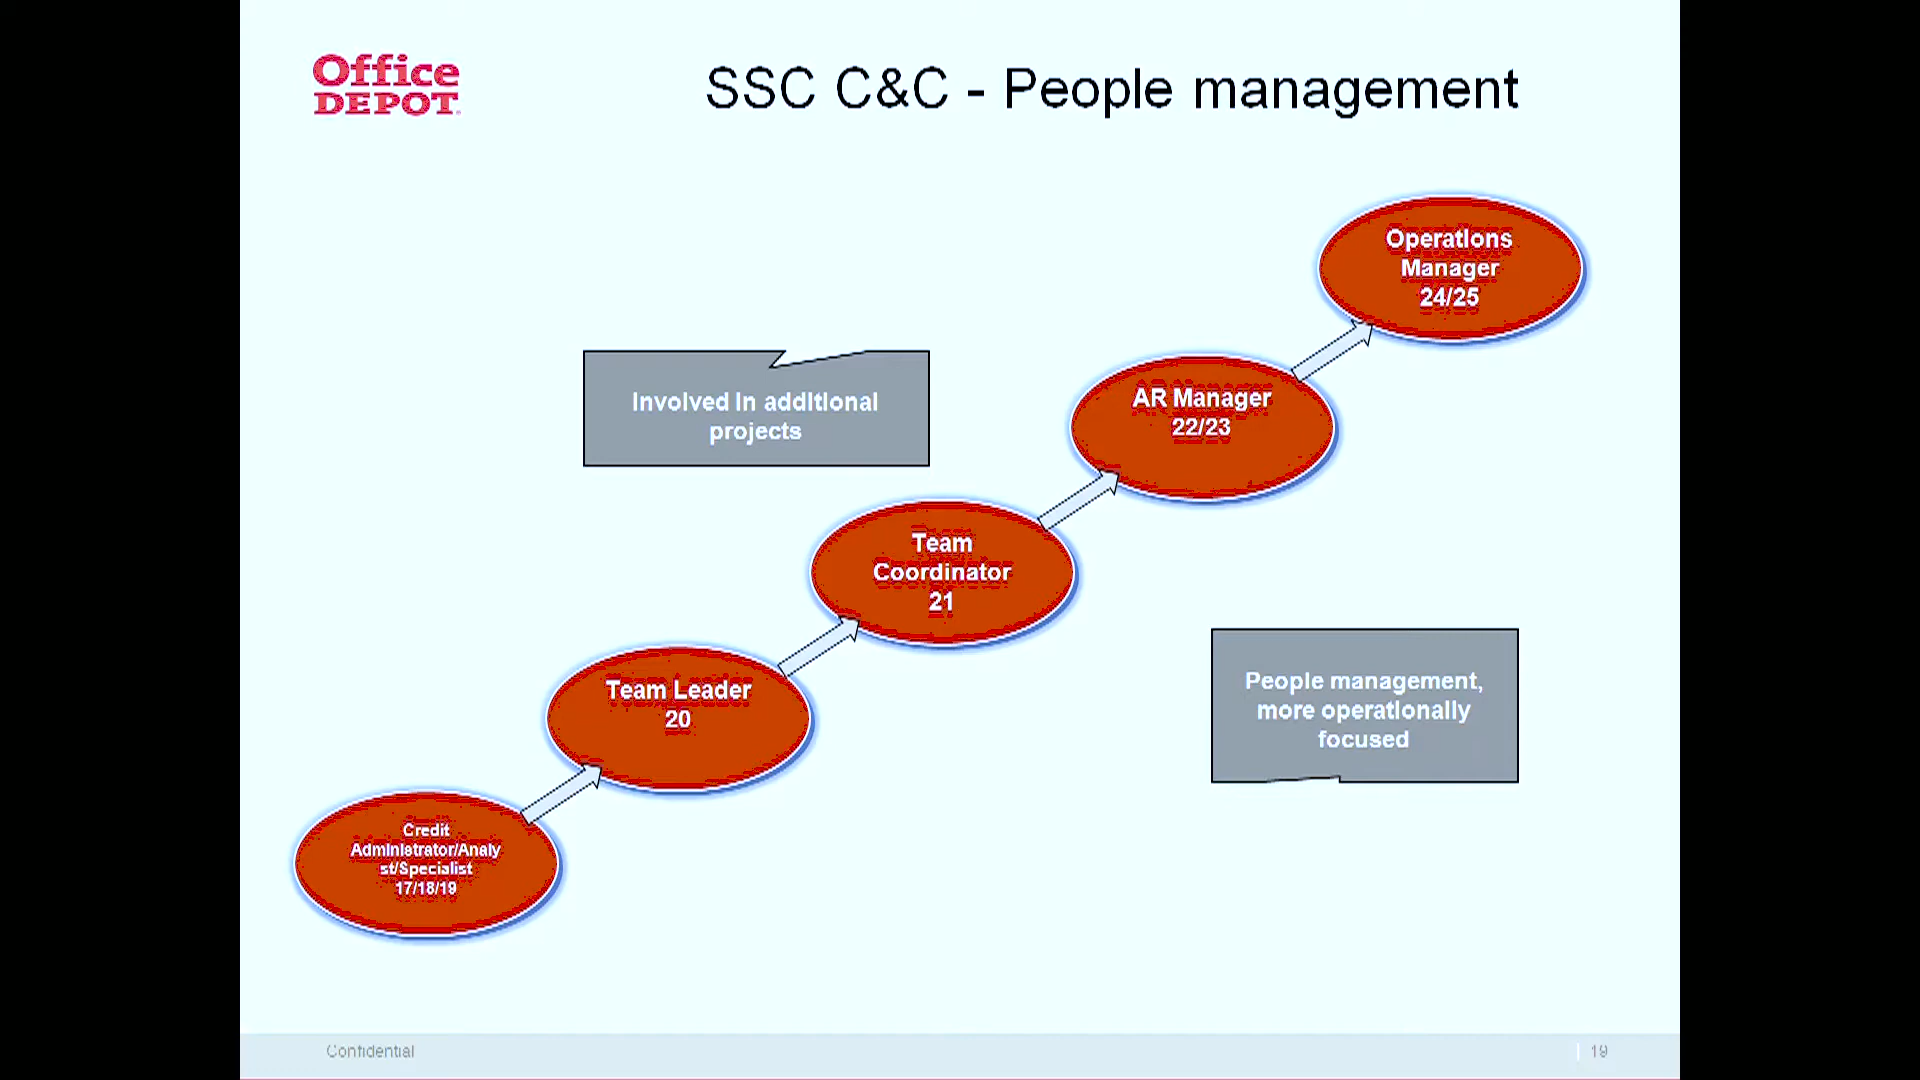 Office
DEPOT
SSC C&C - People management
Operations
Manager
24/25
Involved in additional
projects
AR Manager
22/23
Team
Coordinator
21
People management,
more operationally
focused
Team Leader
20
Credit
Administrator/Analy
st/Specialist
17/18/19
Confidential
19